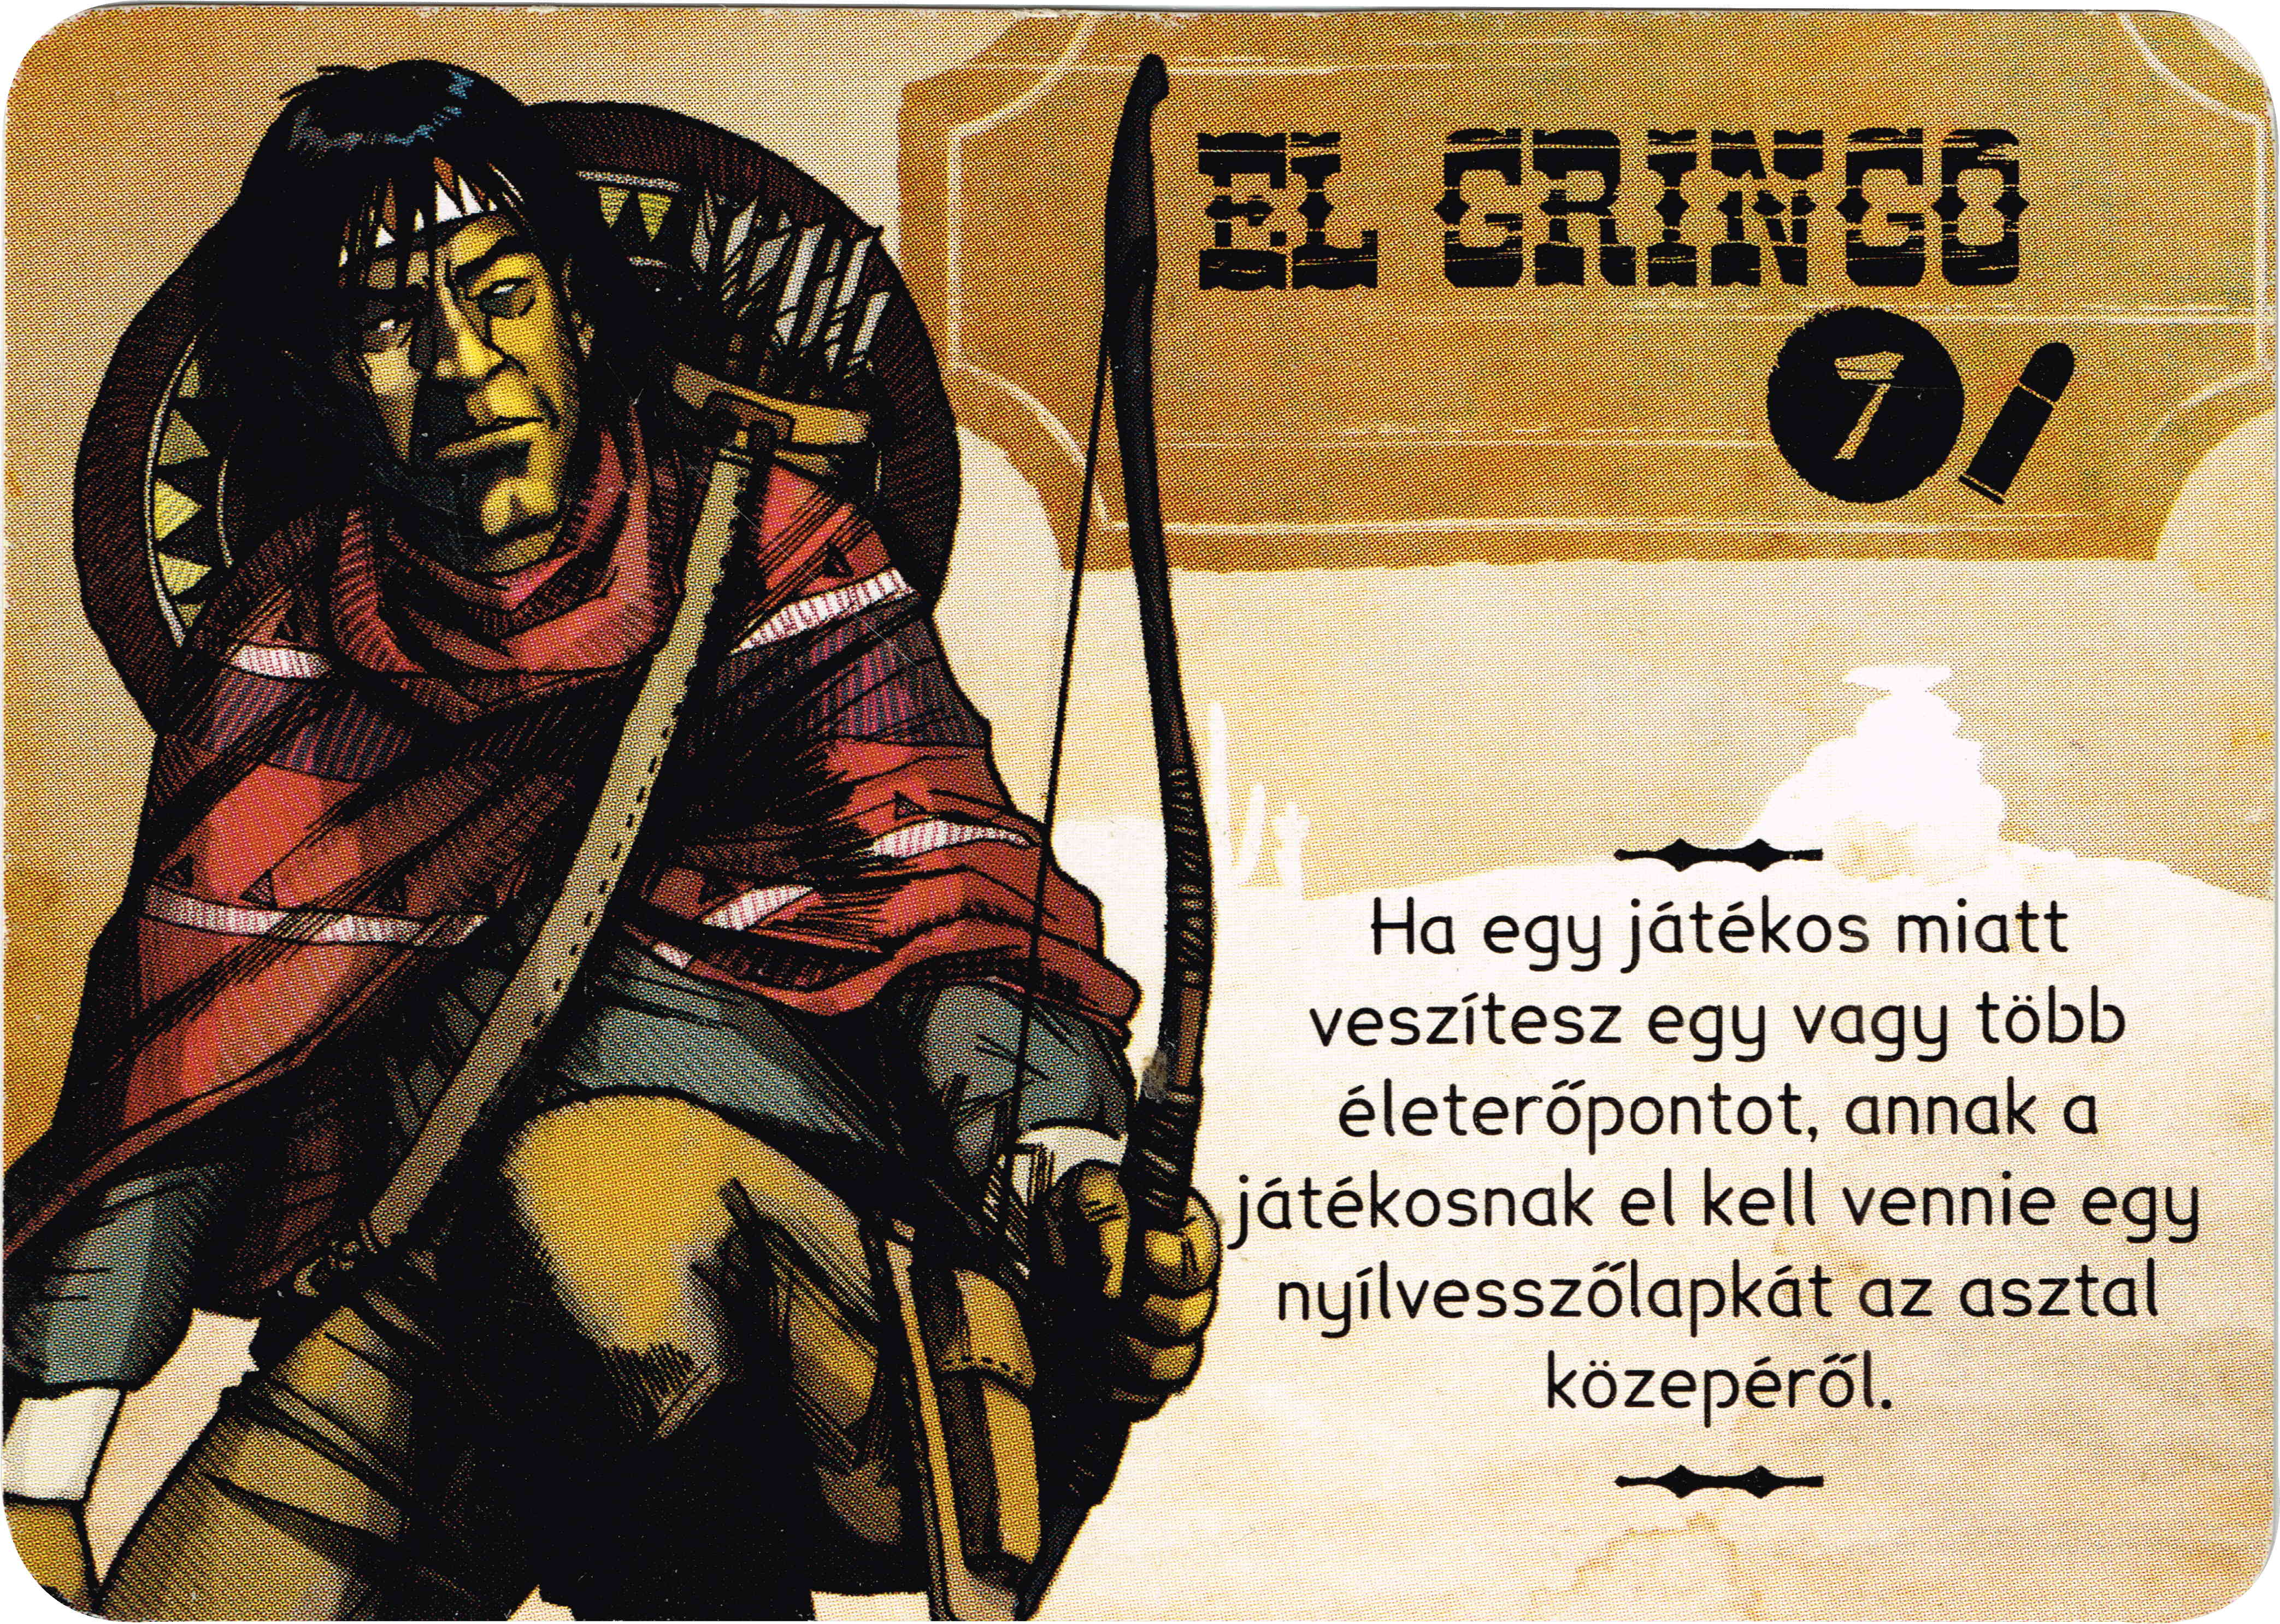 EL GRINGO
7
Ha egy játékos miatt
veszítesz egy vagy több
életerőpontot, annak a
játékosnak el kell vennie egy
nyílvesszőlapkát az asztal
közepéről.